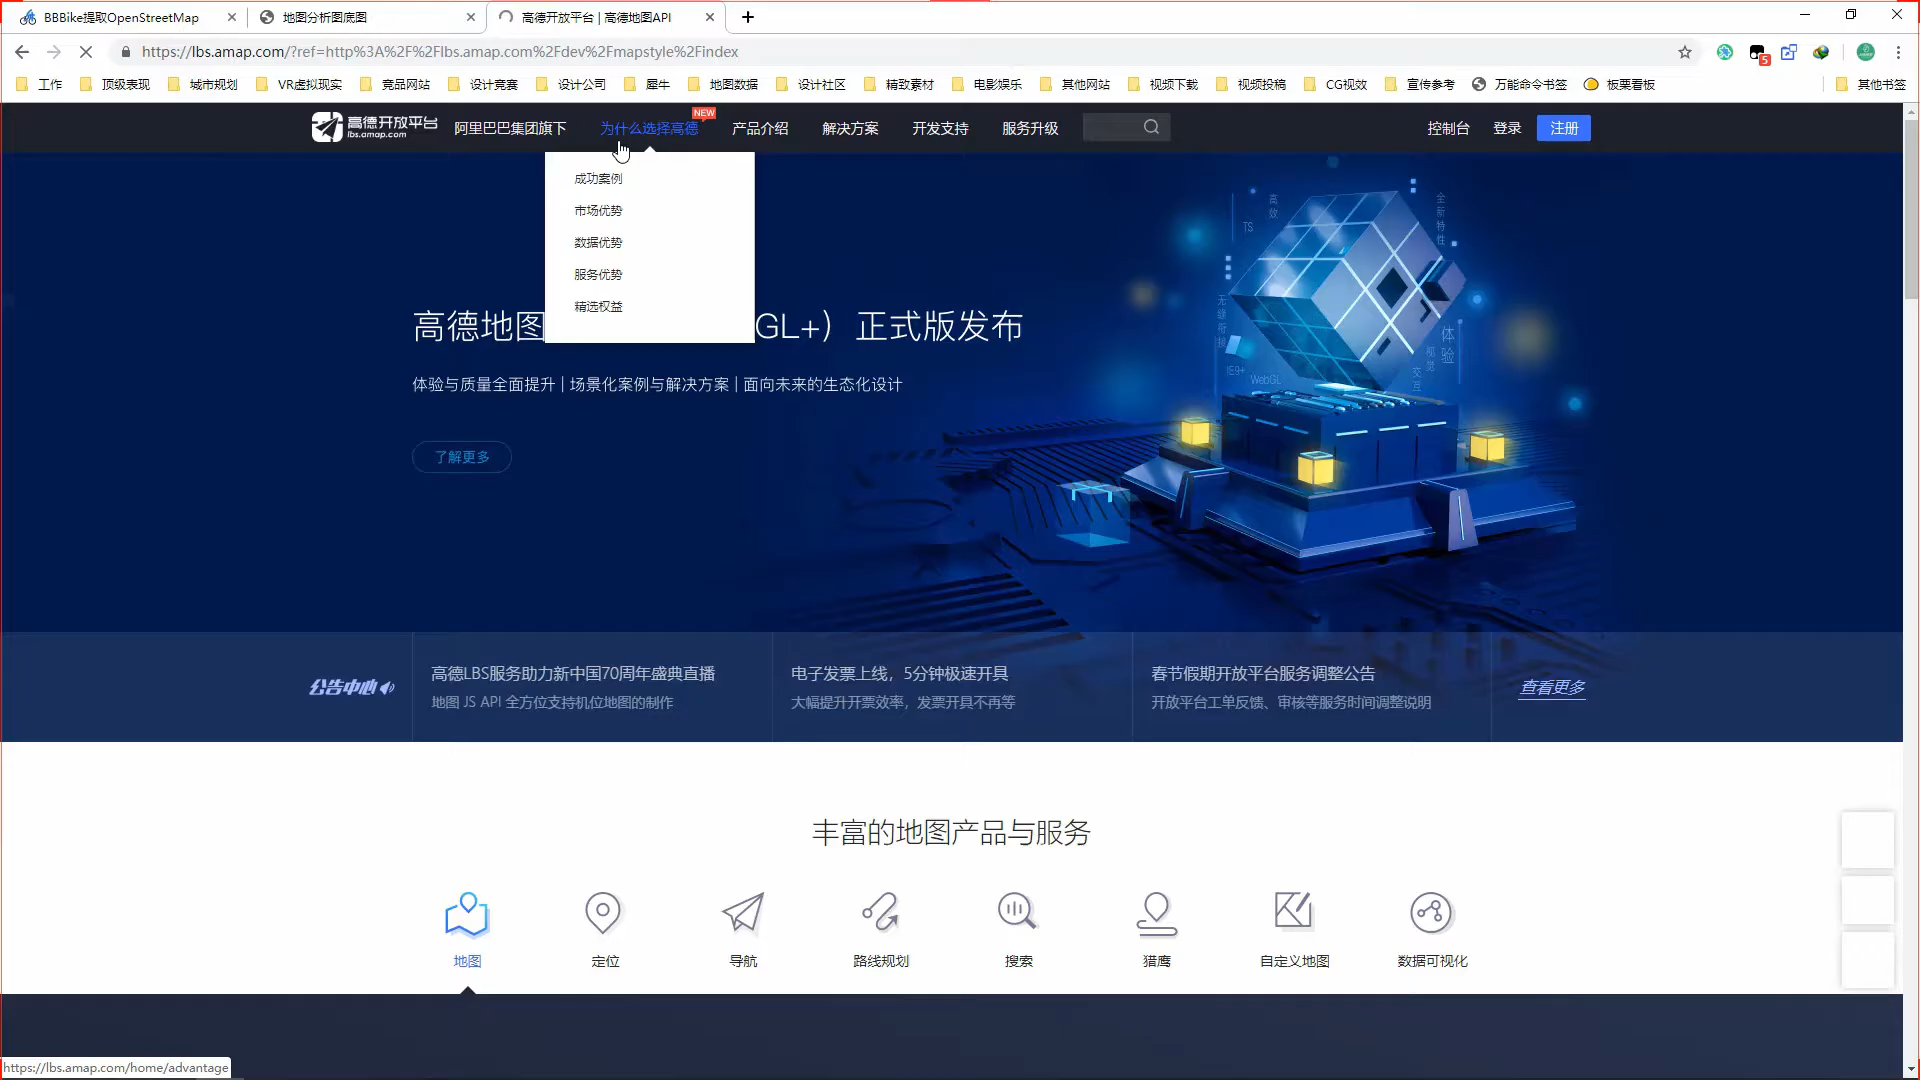 BBBike提取OpenStreetMap
地图分析图底图
高德开放平台 | 高德地图API
https://lbs.amap.com/?ref=http%3A%2F%2Flbs.amap.com%2Fdev%2Fmapstyle%2Findex
5
工作
顶级表现
城市规划
VR虚拟现实
竞品网站
设计竞赛
设计公司
犀牛
地图数据
设计社区
精致素材
电影娱乐
其他网站
视频下载
视频投稿
CG视效
宣传参考
万能命令书签
板栗看板
其他书签
高德开放平台
lbs.amap.com
阿里巴巴集团旗下
为什么选择高德
NEW
产品介绍
解决方案
开发支持
服务升级
控制台
登录
注册
成功案例
市场优势
数据优势
服务优势
精选权益
高德地图
GL+）正式版发布
体验与质量全面提升 | 场景化案例与解决方案 | 面向未来的生态化设计
了解更多
高效
TS
全新特性
无缝衔接
体验
视觉
交互
IE9+
WebGL
公告中心
高德LBS服务助力新中国70周年盛典直播
地图 JS API 全方位支持机位地图的制作
电子发票上线，5分钟极速开具
大幅提升开票效率，发票开具不再等
春节假期开放平台服务调整公告
开放平台工单反馈、审核等服务时间调整说明
查看更多
丰富的地图产品与服务
地图
定位
导航
路线规划
搜索
猎鹰
自定义地图
数据可视化
https://lbs.amap.com/home/advantage